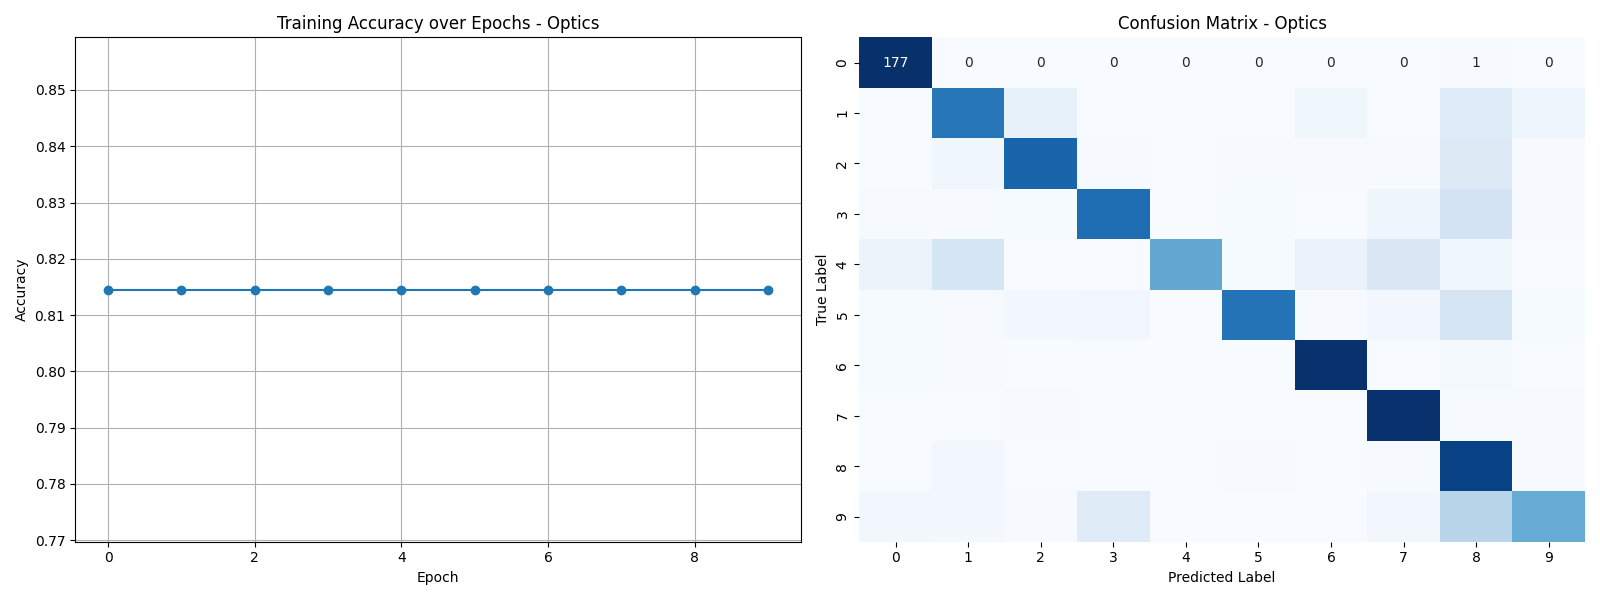 Training Accuracy over Epochs - Optics
Accuracy
0.85
0.84
0.83
0.82
0.81
0.80
0.79
0.78
0.77
0 2 4 6 8
Epoch
Confusion Matrix - Optics
True Label
0 177 0 0 0 0 0 0 0 1 0
1
2
3
4
5
6
7
8
9
0 1 2 3 4 5 6 7 8 9
Predicted Label